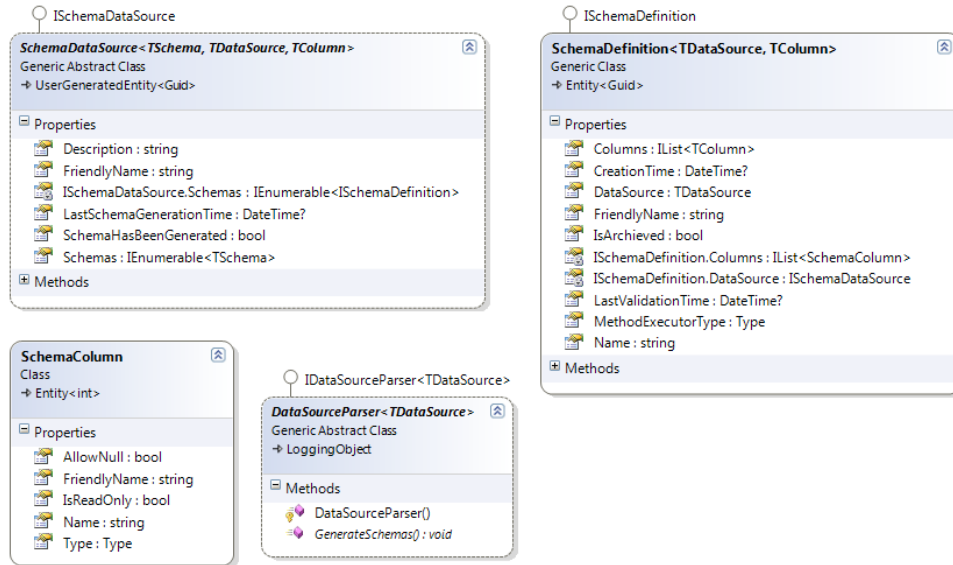 ISchemaDataSource
SchemaDataSource<TSchema, TDataSource, TColumn>
Generic Abstract Class
UserGeneratedEntity<Guid>
Properties
Description : string
FriendlyName : string
ISchemaDataSource.Schemas : IEnumerable<ISchemaDefinition>
LastSchemaGenerationTime : DateTime?
SchemaHasBeenGenerated : bool
Schemas : IEnumerable<TSchema>
Methods
ISchemaDefinition
SchemaDefinition<TDataSource, TColumn>
Generic Class
Entity<Guid>
Properties
Columns : IList<TColumn>
CreationTime : DateTime?
DataSource : TDataSource
FriendlyName : string
IsArchieved : bool
ISchemaDefinition.Columns : IList<SchemaColumn>
ISchemaDefinition.DataSource : ISchemaDataSource
LastValidationTime : DateTime?
MethodExecutorType : Type
Name : string
Methods
SchemaColumn
Class
Entity<int>
Properties
AllowNull : bool
FriendlyName : string
IsReadOnly : bool
Name : string
Type : Type
IDataSourceParser<TDataSource>
DataSourceParser<TDataSource>
Generic Abstract Class
LoggingObject
Methods
DataSourceParser()
GenerateSchemas() : void